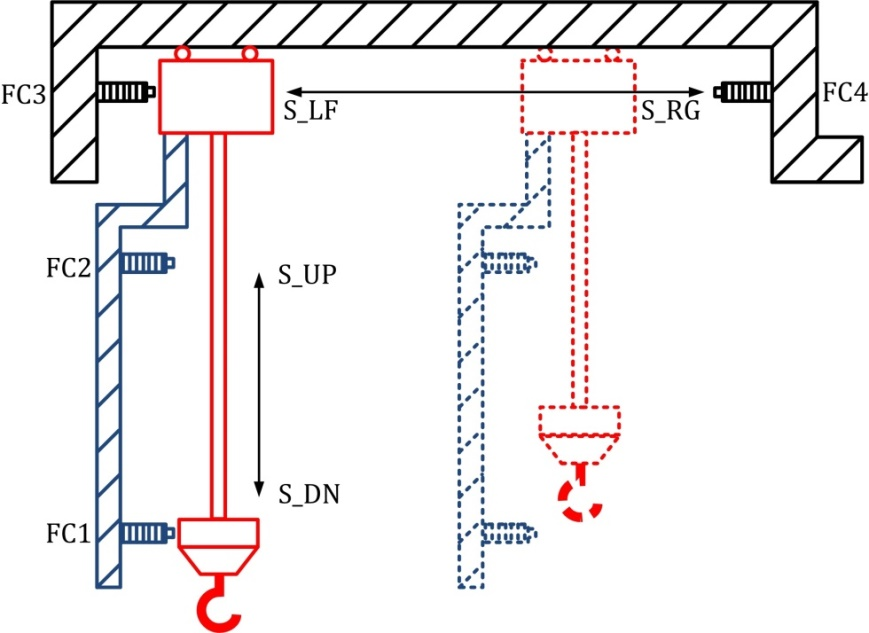 FC3
S_LF
S_RG
FC4
FC2
S_UP
S_DN
FC1